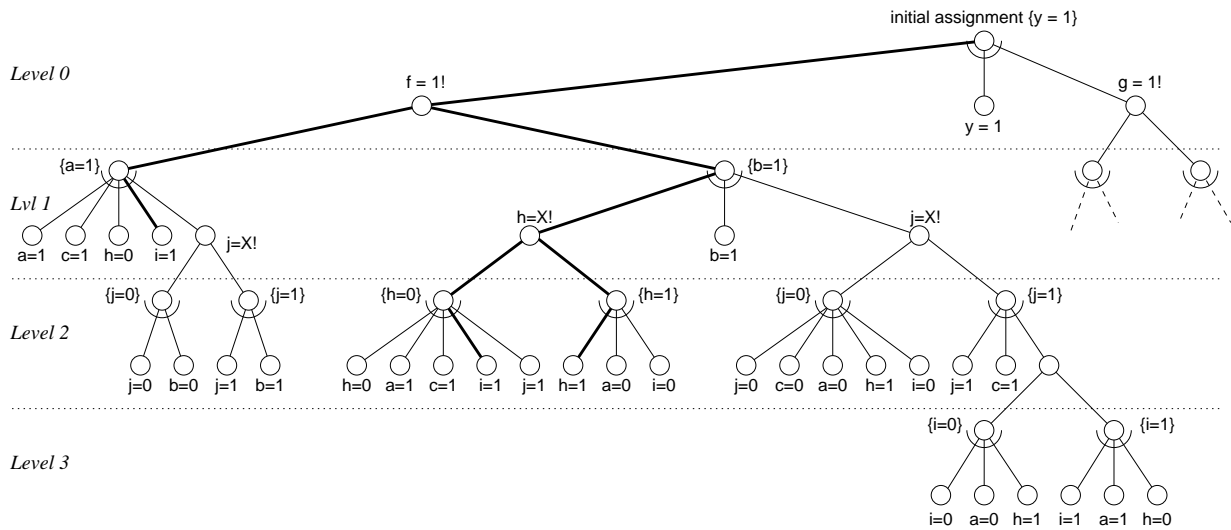 initial assignment {y = 1}
Level 0
f = 1!
g = 1!
y = 1
{a=1}
{b=1}
Lvl 1
h=X!
j=X!
a=1 c=1 h=0 i=1
j=X!
b=1
{j=0} {j=1} {h=0} {h=1} {j=0} {j=1}
Level 2
j=0 b=0 j=1 b=1 h=0 a=1 c=1 i=1 j=1 h=1 a=0 i=0 j=0 c=0 a=0 h=1 i=0 j=1 c=1
{i=0} {i=1}
Level 3
i=0 a=0 h=1 i=1 a=1 h=0